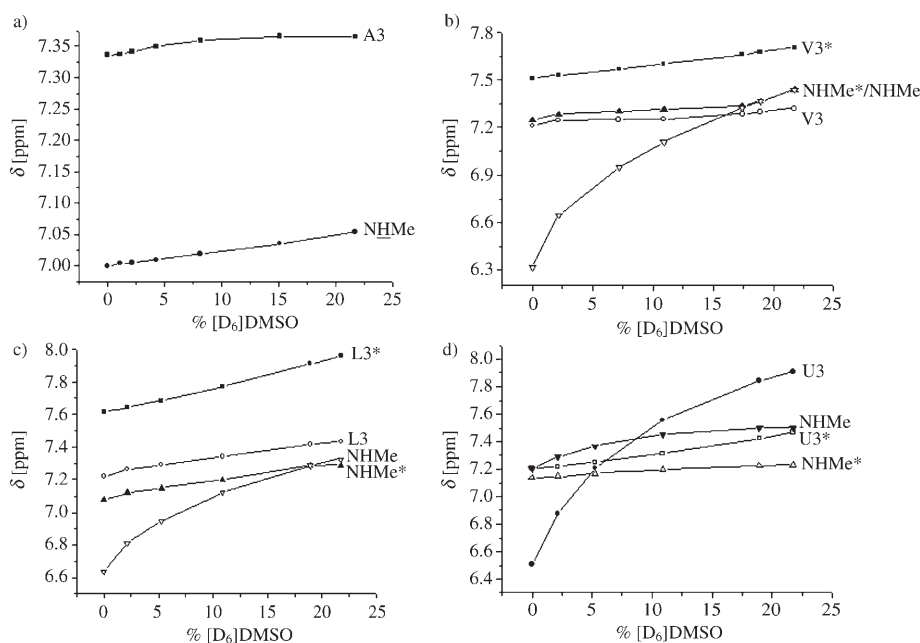 a)
7.35
7.30
7.25
7.20
7.15
7.10
7.05
7.00
δ [ppm]
A3
NHMe
0 5 10 15 20 25
% [D6]DMSO
b)
7.8
7.5
7.2
6.9
6.6
6.3
δ [ppm]
V3*
NHMe*/NHMe
V3
0 5 10 15 20 25
% [D6]DMSO
c)
8.0
7.8
7.6
7.4
7.2
7.0
6.8
6.6
δ [ppm]
L3*
L3
NHMe
NHMe*
0 5 10 15 20 25
% [D6]DMSO
d)
8.0
7.8
7.6
7.4
7.2
7.0
6.8
6.6
6.4
δ [ppm]
U3
NHMe
U3*
NHMe*
0 5 10 15 20 25
% [D6]DMSO